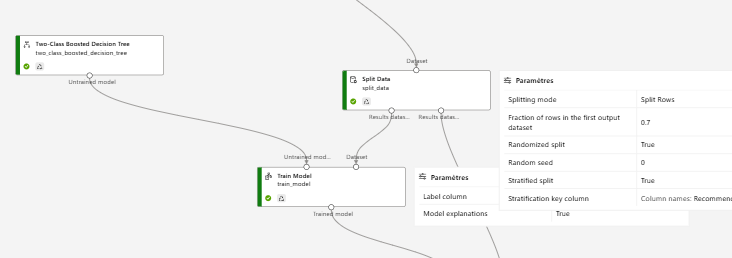 Two-Class Boosted Decision Tree
two_class_boosted_decision_tree
Untrained model
Dataset
Split Data
split_data
Results datas...
Results datas...
Paramètres
Splitting mode Split Rows
Fraction of rows in the first output dataset 0.7
Randomized split True
Random seed 0
Stratified split True
Stratification key column Column names: Recommen
Untrained mod...
Dataset
Train Model
train_model
Trained model
Paramètres
Label column
Model explanations True